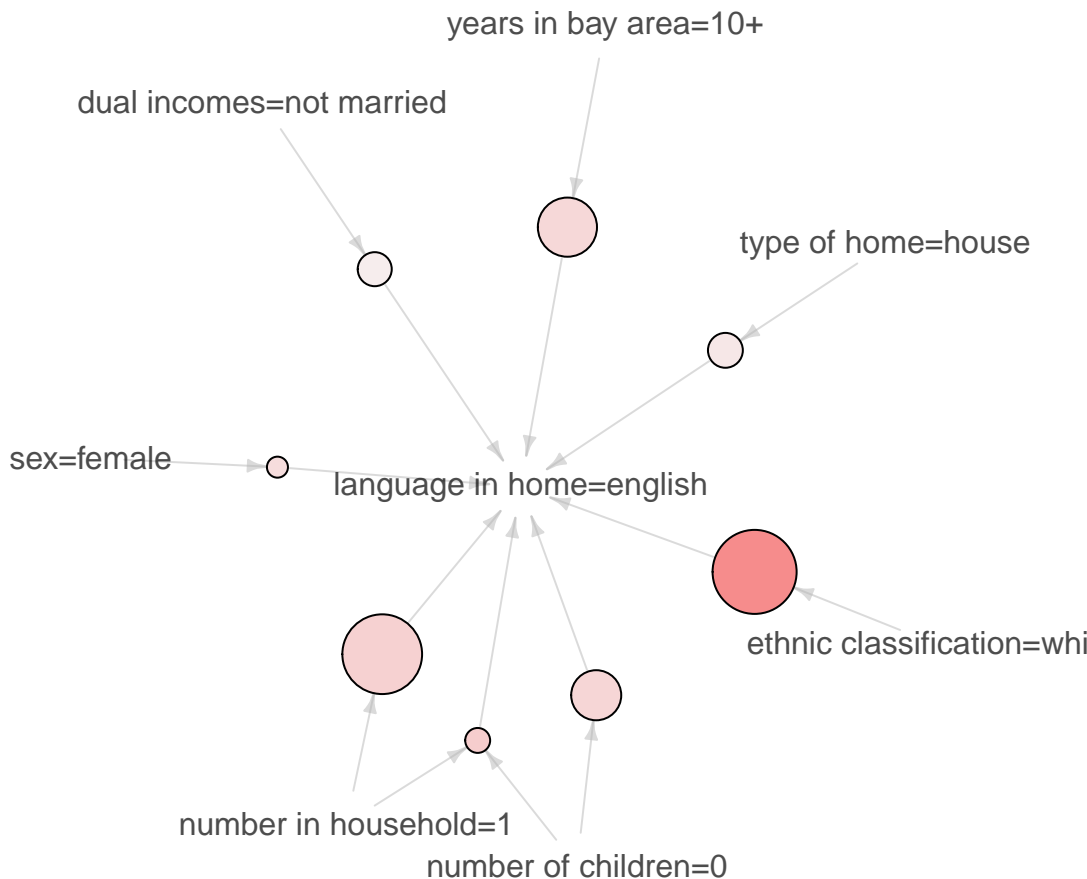 years in bay area=10+
dual incomes=not married
type of home=house
sex=female
language in home=english
ethnic classification=whi
number in household=1
number of children=0